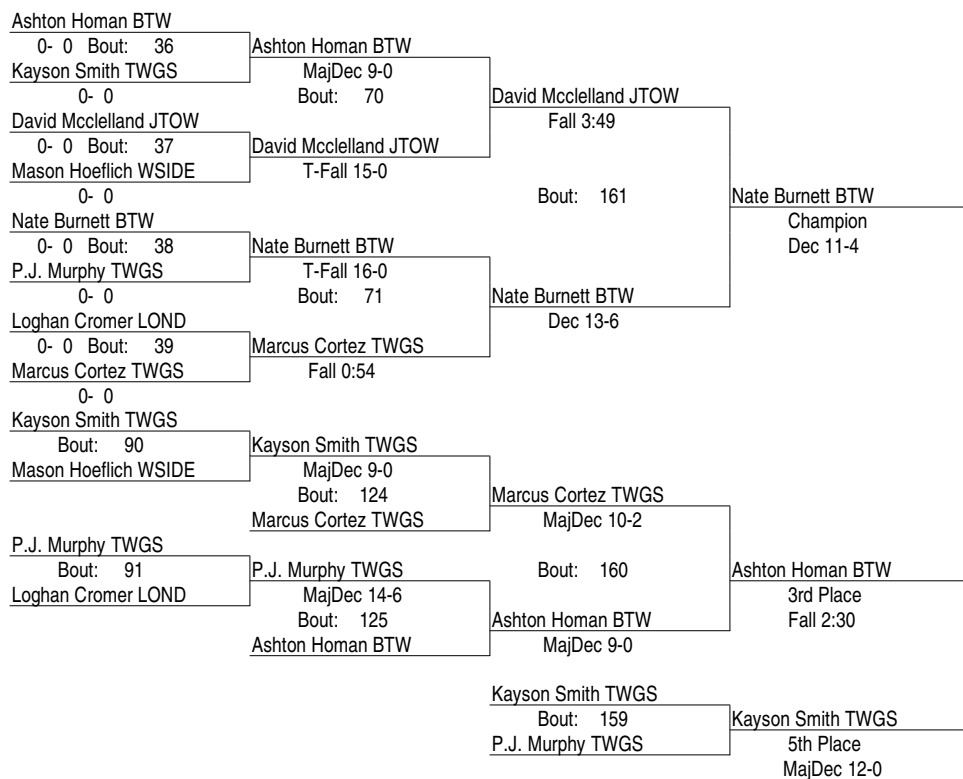 Ashton Homan BTW
0- 0 Bout: 36
Kayson Smith TWGS
0- 0
David Mcclelland JTOW
0- 0 Bout: 37
Mason Hoeflich WSIDE
0- 0
Nate Burnett BTW
0- 0 Bout: 38
P.J. Murphy TWGS
0- 0
Loghan Cromer LOND
0- 0 Bout: 39
Marcus Cortez TWGS
0- 0
Ashton Homan BTW
MajDec 9-0
Bout: 70
David Mcclelland JTOW
T-Fall 15-0
Nate Burnett BTW
T-Fall 16-0
Bout: 71
Marcus Cortez TWGS
Fall 0:54
David Mcclelland JTOW
Fall 3:49
Bout: 161
Nate Burnett BTW
Dec 13-6
Nate Burnett BTW
Champion
Dec 11-4
Kayson Smith TWGS
Bout: 90
Mason Hoeflich WSIDE
P.J. Murphy TWGS
Bout: 91
Loghan Cromer LOND
Kayson Smith TWGS
MajDec 9-0
Bout: 124
Marcus Cortez TWGS
P.J. Murphy TWGS
MajDec 14-6
Bout: 125
Ashton Homan BTW
Marcus Cortez TWGS
MajDec 10-2
Bout: 160
Ashton Homan BTW
MajDec 9-0
Ashton Homan BTW
3rd Place
Fall 2:30
Kayson Smith TWGS
Bout: 159
P.J. Murphy TWGS
Kayson Smith TWGS
5th Place
MajDec 12-0